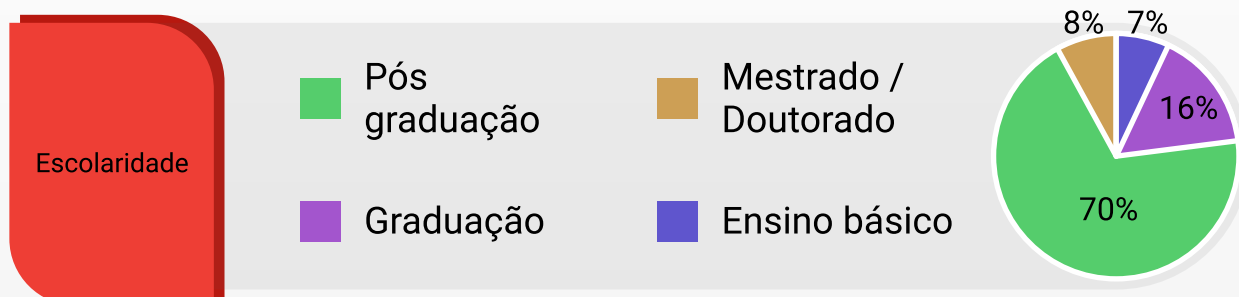 Escolaridade
Pós
graduação
Mestrado /
Doutorado
Graduação
Ensino básico
8%
7%
16%
70%